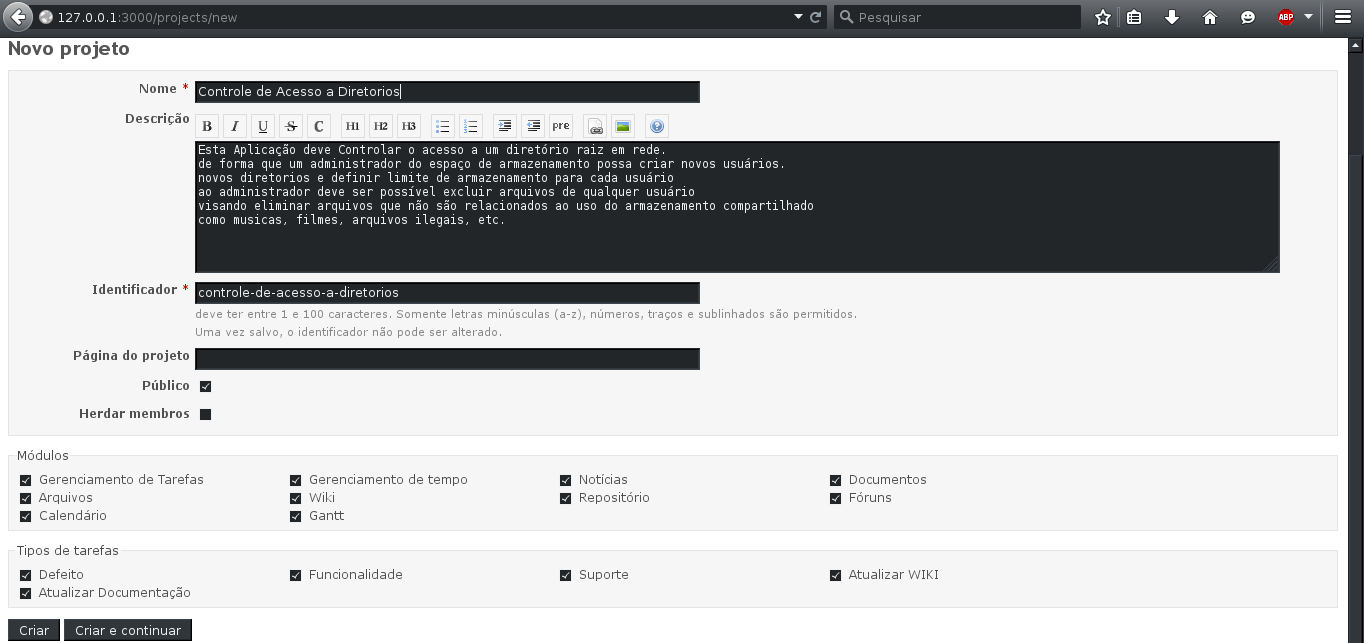 127.0.0.1:3000/projects/new
Pesquisar
ABP
Novo projeto
Nome *
Controle de Acesso a Diretorios
Descrição
B I U S C H1 H2 H3 pre
Esta Aplicação deve Controlar o acesso a um diretório raiz em rede.
de forma que um administrador do espaço de armazenamento possa criar novos usuários.
novos diretorios e definir limite de armazenamento para cada usuário
ao administrador deve ser possível excluir arquivos de qualquer usuário
visando eliminar arquivos que não são relacionados ao uso do armazenamento compartilhado
como musicas, filmes, arquivos ilegais, etc.
Identificador *
controle-de-acesso-a-diretorios
deve ter entre 1 e 100 caracteres. Somente letras minúsculas (a-z), números, traços e sublinhados são permitidos.
Uma vez salvo, o identificador não pode ser alterado.
Página do projeto
Público
Herdar membros
Módulos
Gerenciamento de Tarefas Gerenciamento de tempo Notícias Documentos
Arquivos Wiki Repositório Fóruns
Calendário Gantt
Tipos de tarefas
Defeito Funcionalidade Suporte Atualizar WIKI
Atualizar Documentação
Criar Criar e continuar